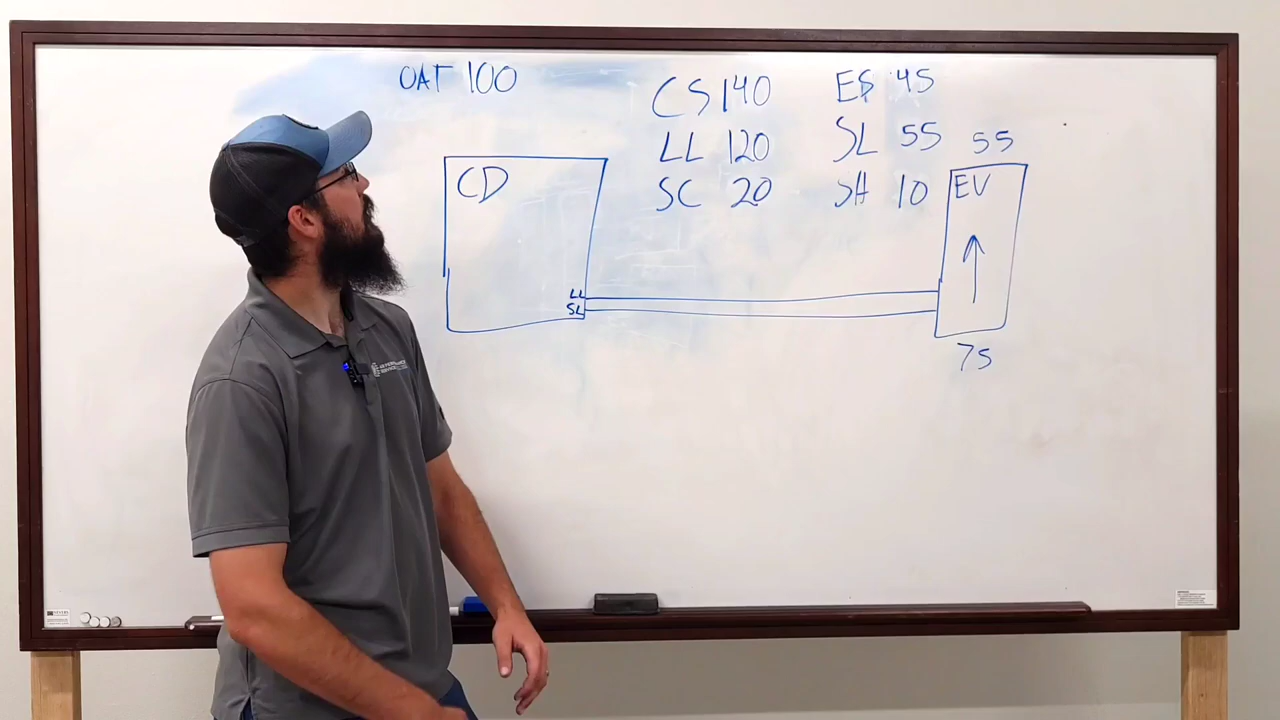 OAT 100
CS 140
LL 120
SC 20
ES 45
SL 55
SH 10
55
CD
EV
LL
SL
75